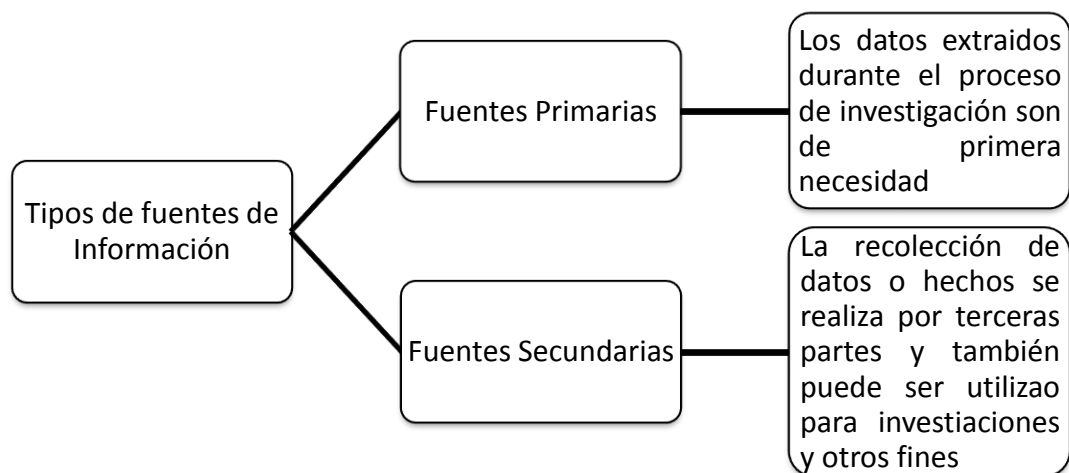 Tipos de fuentes de
Información
Fuentes Primarias
Los datos extraidos
durante el proceso
de investigación son
de primera
necesidad
Fuentes Secundarias
La recolección de
datos o hechos se
realiza por terceras
partes y también
puede ser utilizao
para investiaciones
y otros fines